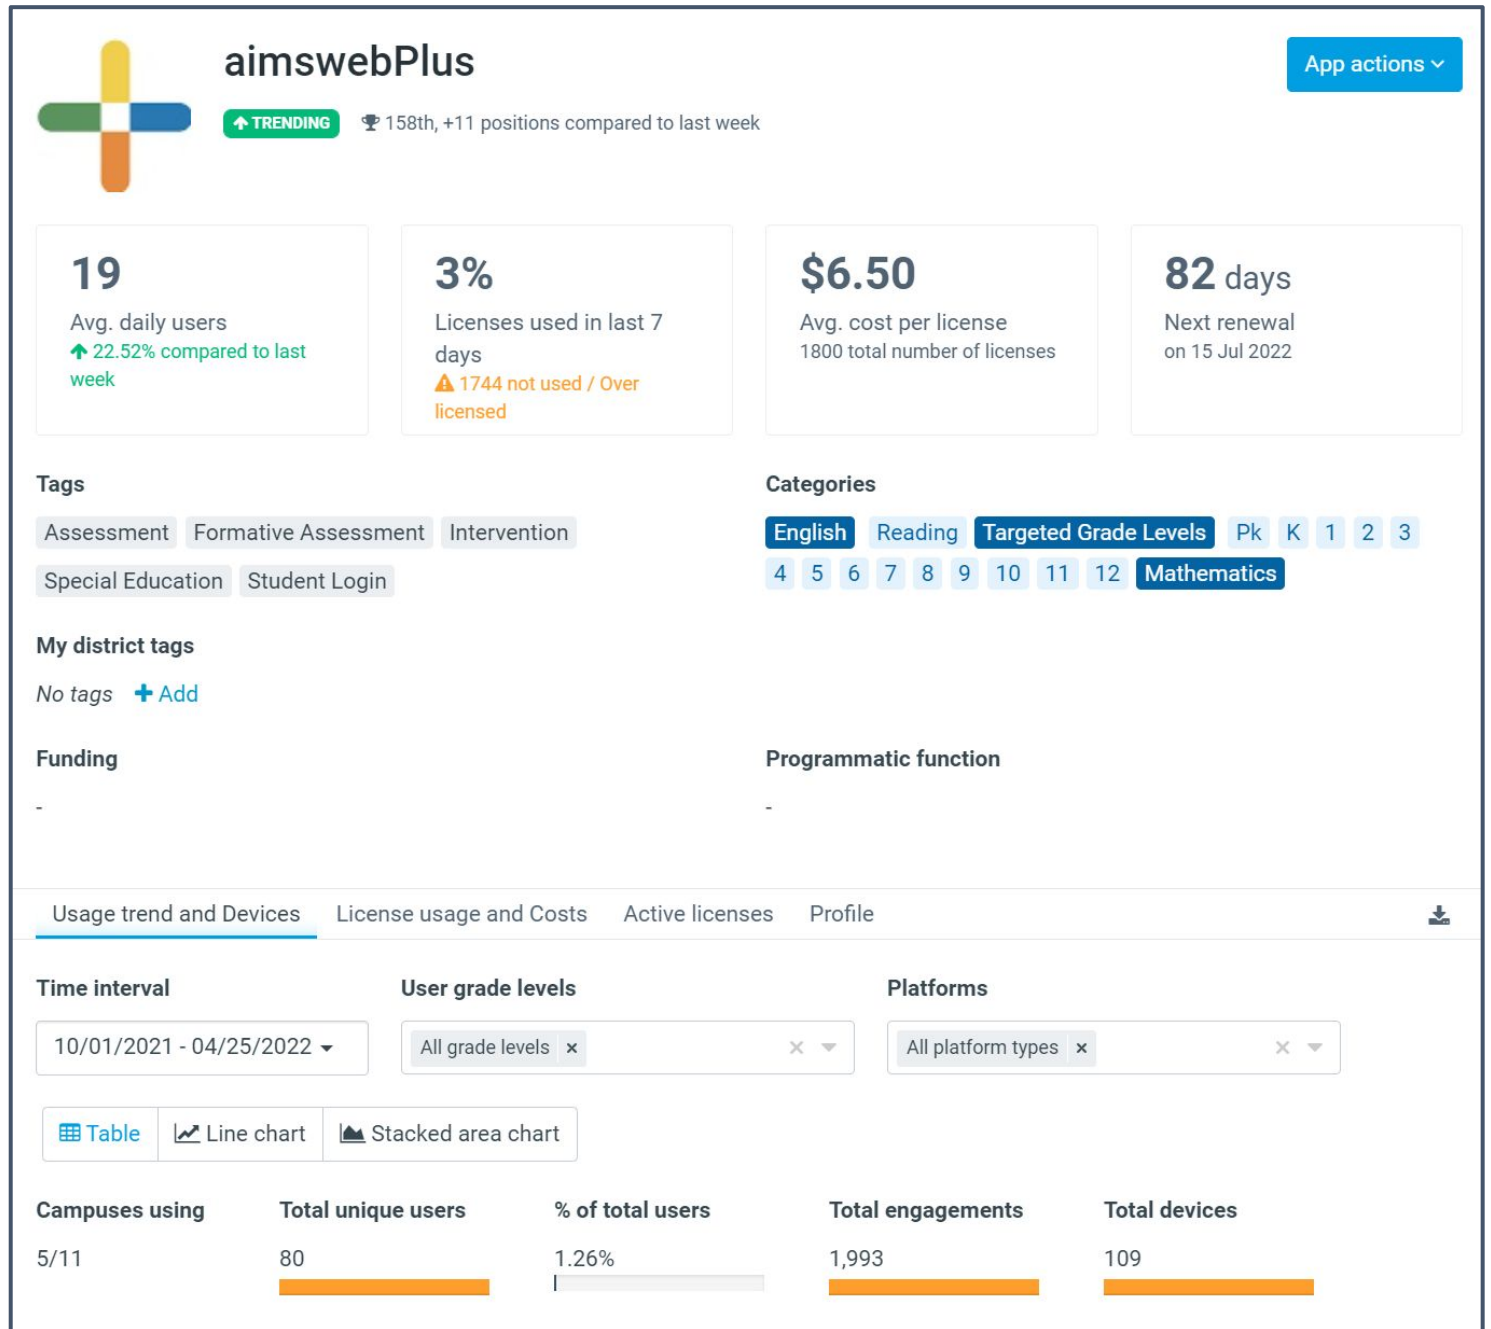 aimswebPlus
App actions
TRENDING 158th, +11 positions compared to last week
19
Avg. daily users
22.52% compared to last
week
3%
Licenses used in last 7
days
1744 not used / Over
licensed
$6.50
Avg. cost per license
1800 total number of licenses
82 days
Next renewal
on 15 Jul 2022
Tags
Assessment Formative Assessment Intervention
Special Education Student Login
Categories
English Reading Targeted Grade Levels Pk K 1 2 3
4 5 6 7 8 9 10 11 12 Mathematics
My district tags
No tags + Add
Funding
-
Programmatic function
-
Usage trend and Devices License usage and Costs Active licenses Profile
Time interval
10/01/2021 - 04/25/2022
User grade levels
All grade levels ×
Platforms
All platform types ×
Table Line chart Stacked area chart
Campuses using Total unique users % of total users Total engagements Total devices
5/11 80 1.26% 1,993 109